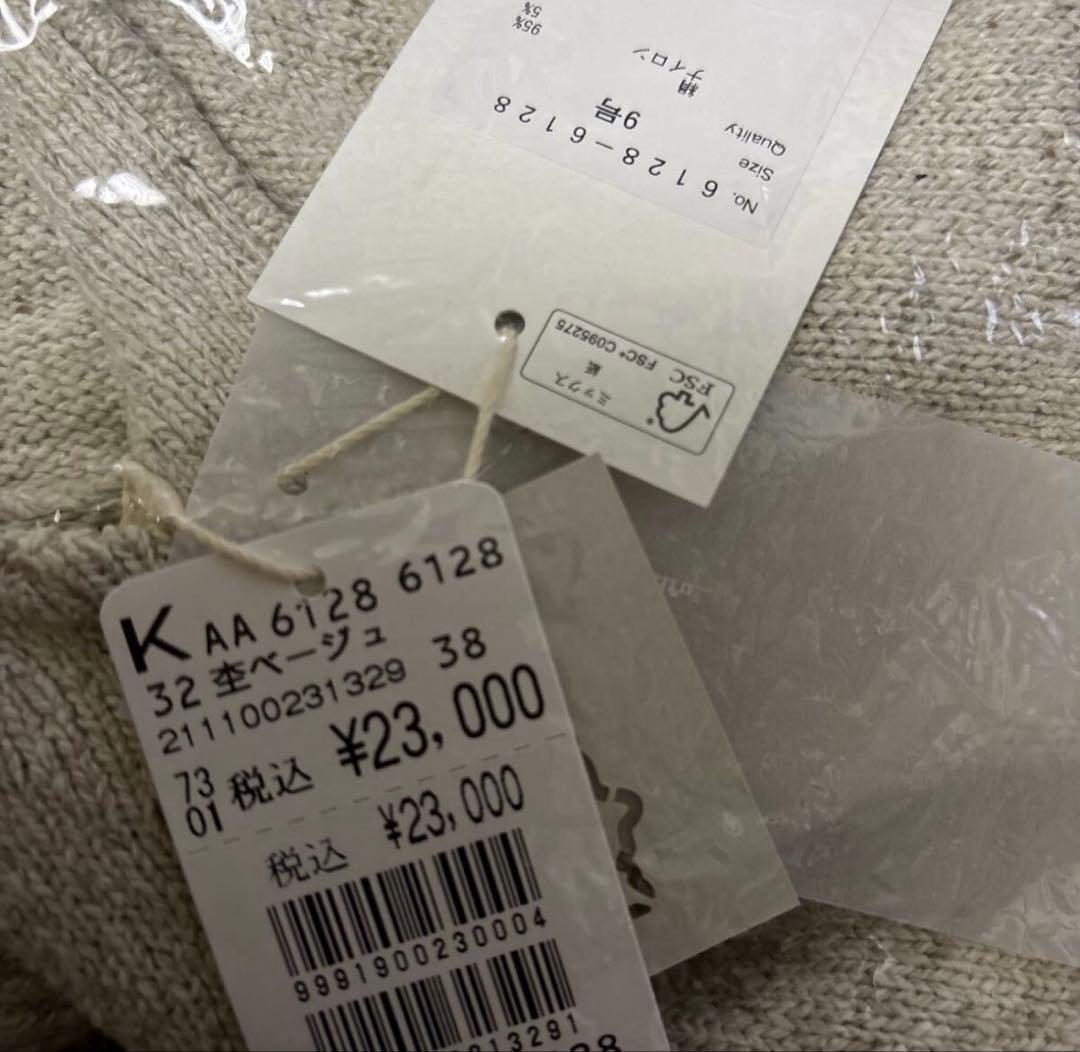 No. 6128-6128
Size 9号
Quality 絹 95%
ナイロン 5%
FSC
ミックス
紙
FSC® C095275
K AA 6128 6128
32 杢ベージュ 38
211100231329
73
01 税込 ¥23,000
税込 ¥23,000
9991900230004